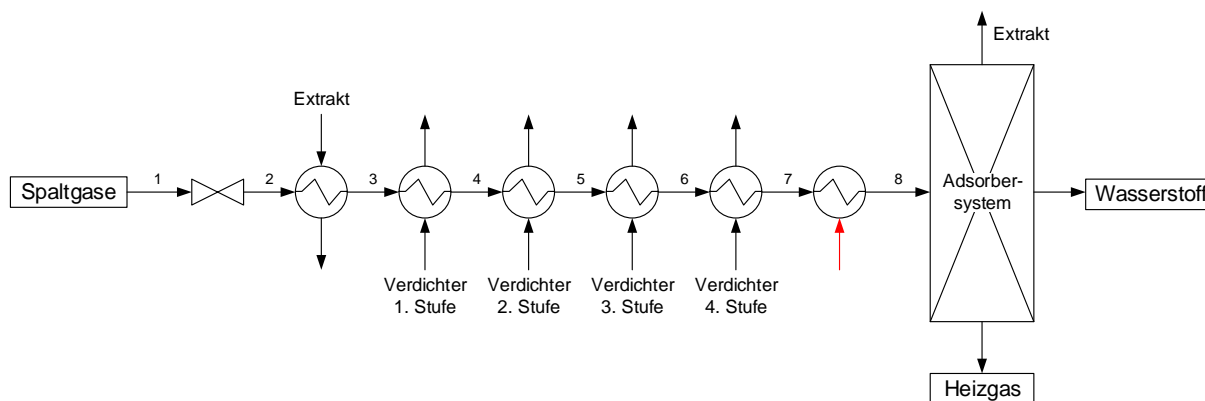 Extrakt
Extrakt
Spaltgase
1
2
3
4
5
6
7
8
Adsorber-
system
Wasserstoff
Verdichter
1. Stufe
Verdichter
2. Stufe
Verdichter
3. Stufe
Verdichter
4. Stufe
Heizgas